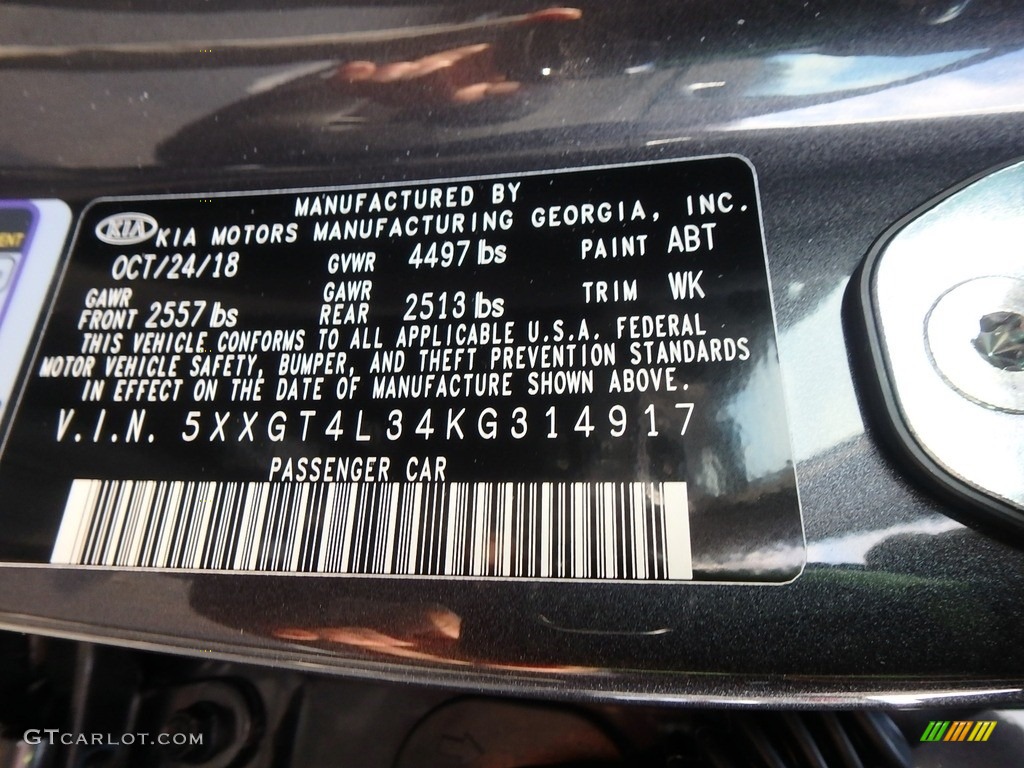 MENT
MANUFACTURED BY
KIA KIA MOTORS MANUFACTURING GEORGIA, INC.
OCT/24/18 GVWR 4497 lbs PAINT ABT
GAWR FRONT 2557 lbs GAWR REAR 2513 lbs TRIM WK
THIS VEHICLE CONFORMS TO ALL APPLICABLE U.S.A. FEDERAL
MOTOR VEHICLE SAFETY, BUMPER, AND THEFT PREVENTION STANDARDS
IN EFFECT ON THE DATE OF MANUFACTURE SHOWN ABOVE.
V.I.N. 5XXGT4L34KG314917
PASSENGER CAR
GTCARLOT.COM